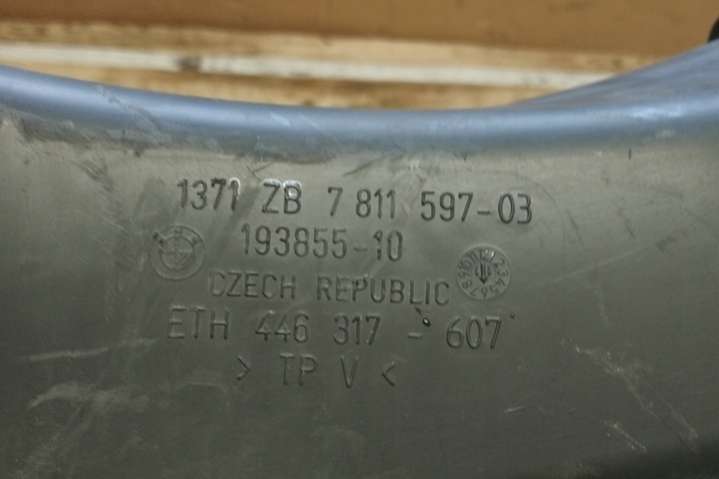 1371 ZB 7 811 597-03
193855-10
CZECH REPUBLIC
ETH 446 317 - 607
> TP V <